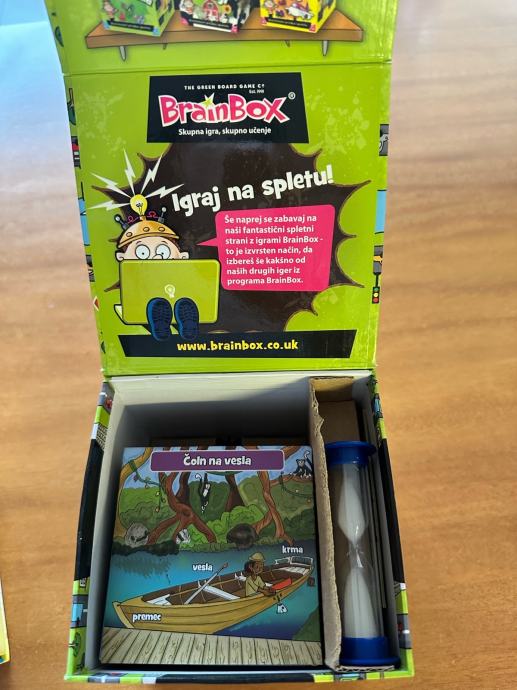 THE GREEN BOARD GAME Cº
Est. 1991
BrainBox®
Skupna igra, skupno učenje
Igraj na spletu!
Še naprej se zabavaj na
naši fantastični spletni
strani z igrami BrainBox -
to je izvrsten način, da
izbereš še kakšno od
naših drugih iger iz
programa BrainBox.
www.brainbox.co.uk
Čoln na vesla
krma
vesla
premec